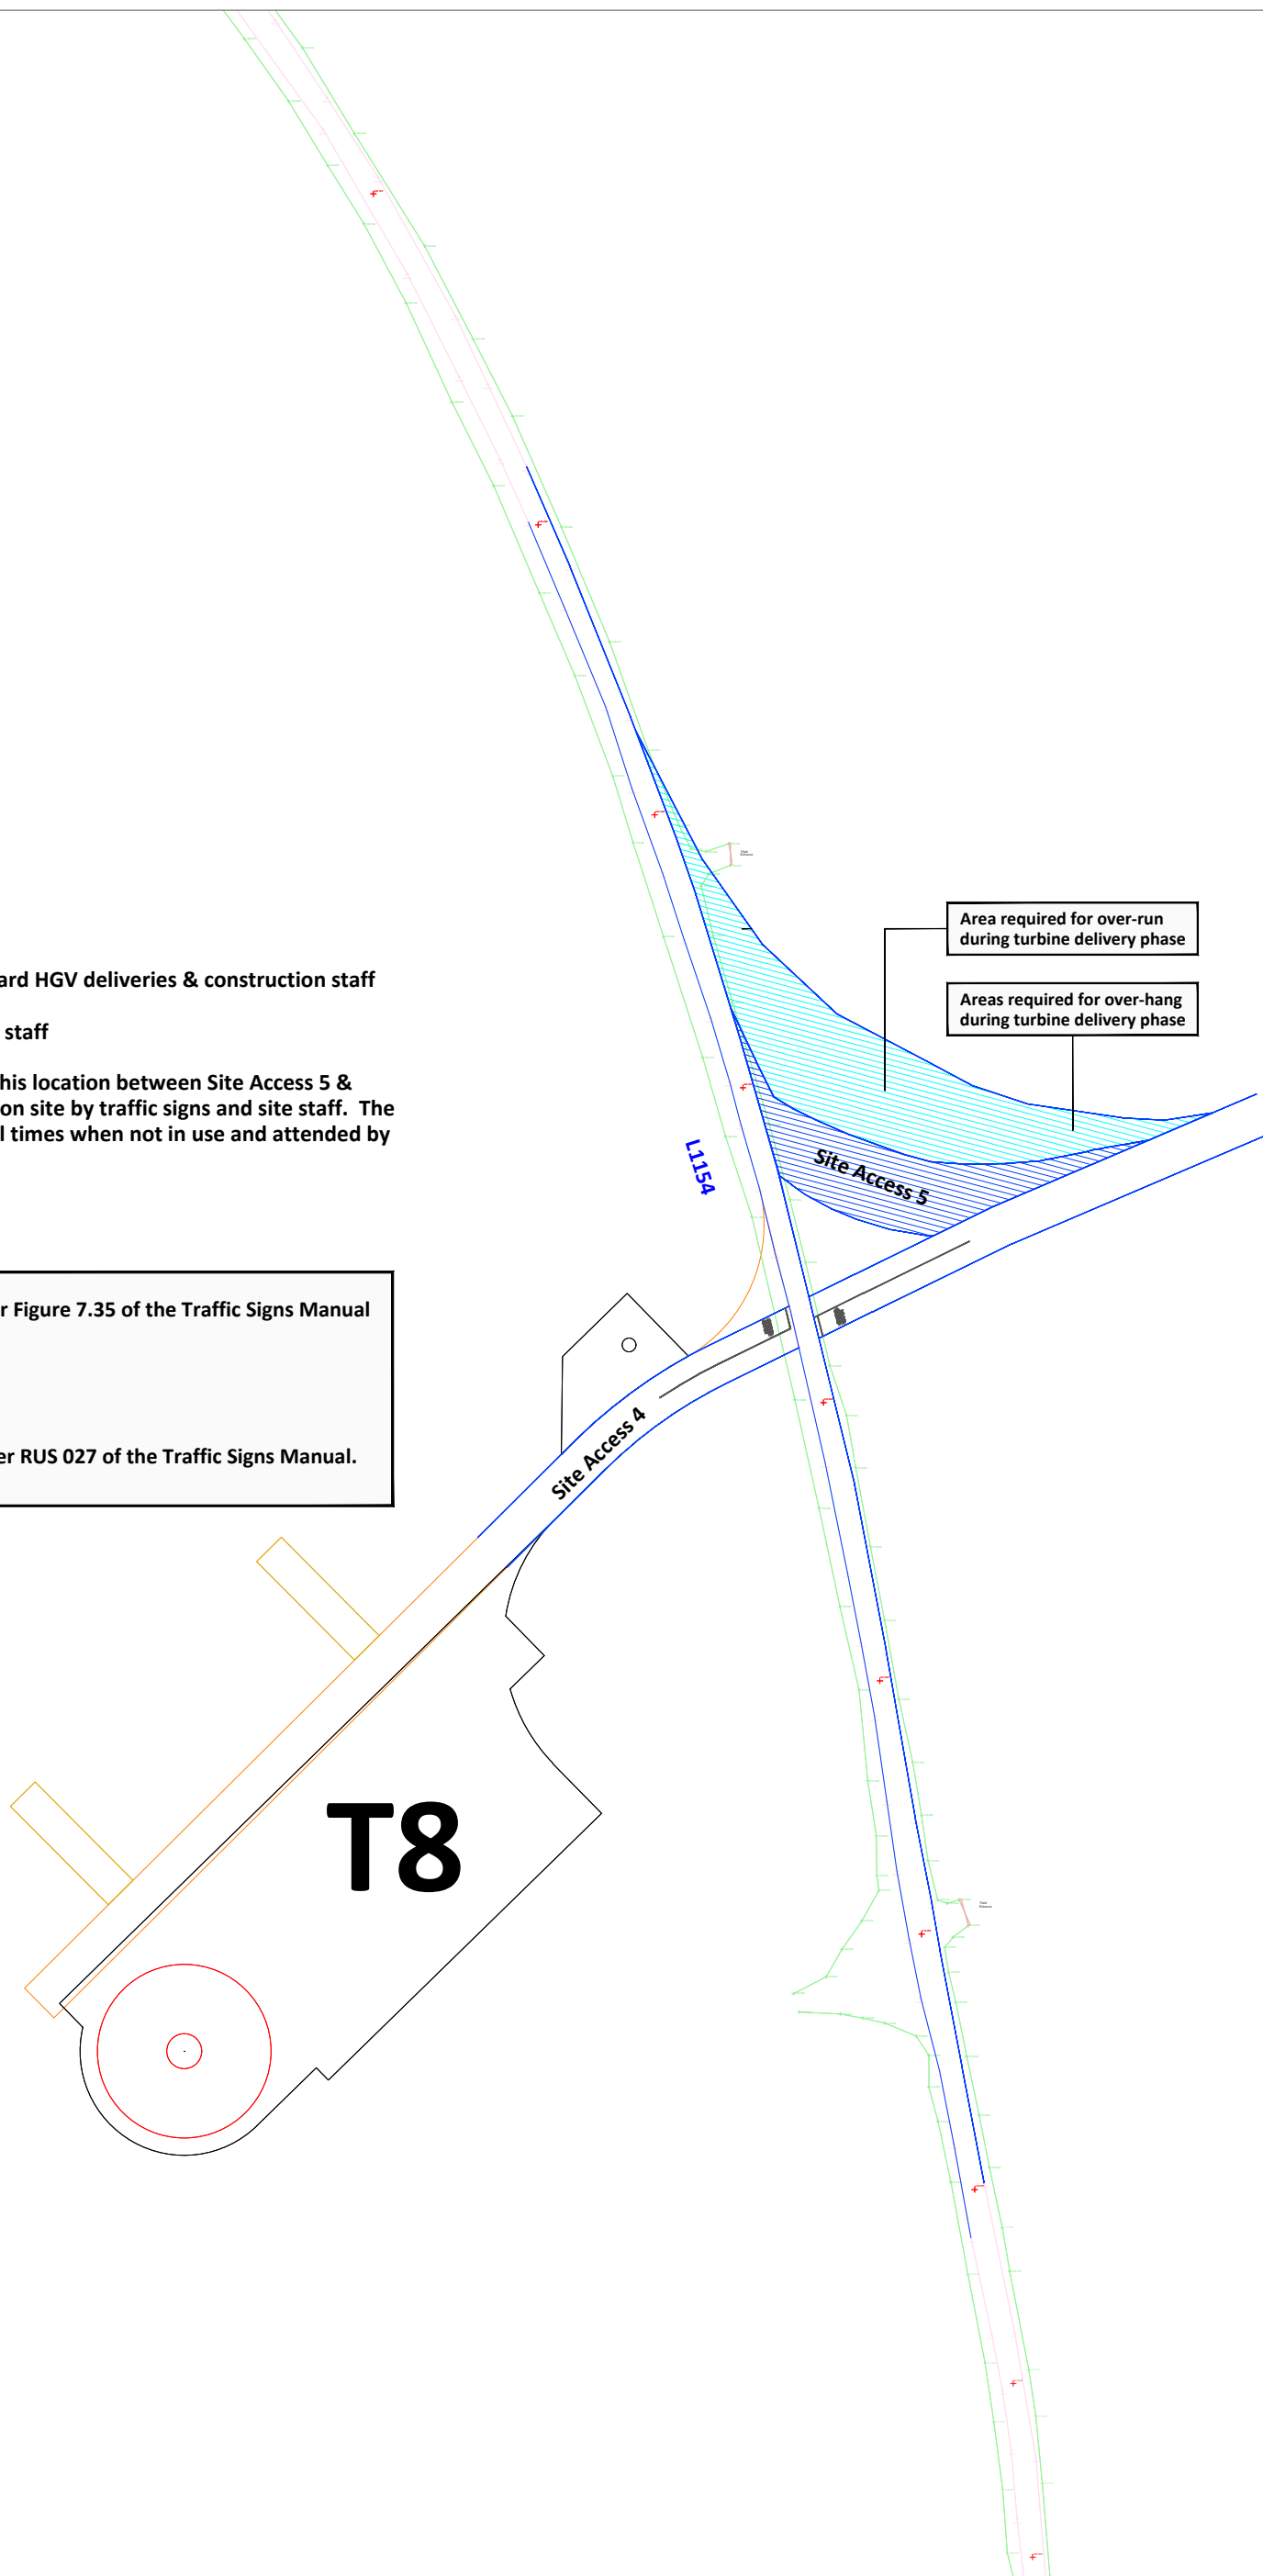 Area required for over-run
during turbine delivery phase
ard HGV deliveries & construction staff
Areas required for over-hang
during turbine delivery phase
staff
his location between Site Access 5 &
on site by traffic signs and site staff.  The
l times when not in use and attended by
L1154
Site Access 5
r Figure 7.35 of the Traffic Signs Manual
Site Access 4
er RUS 027 of the Traffic Signs Manual.
T8